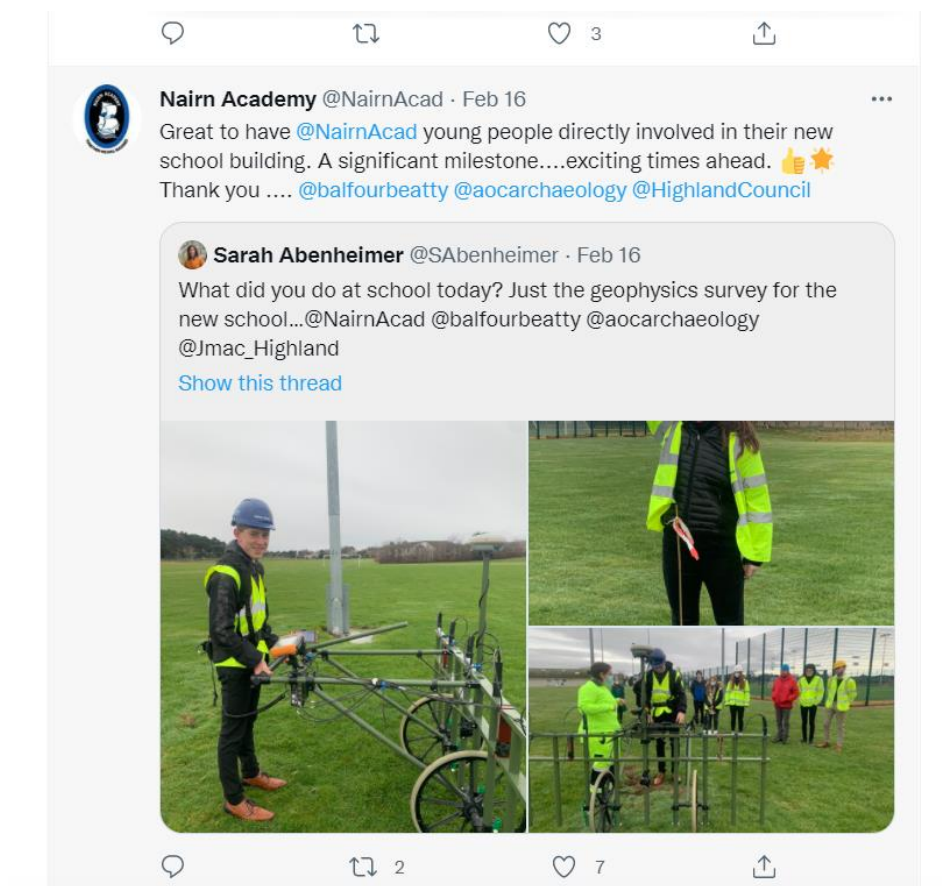 3
Nairn Academy @NairnAcad · Feb 16
Great to have @NairnAcad young people directly involved in their new
school building. A significant milestone....exciting times ahead. 👍🌟
Thank you .... @balfourbeatty @aocarchaeology @HighlandCouncil
Sarah Abenheimer @SAbenheimer · Feb 16
What did you do at school today? Just the geophysics survey for the
new school...@NairnAcad @balfourbeatty @aocarchaeology
@Jmac_Highland
Show this thread
2 7